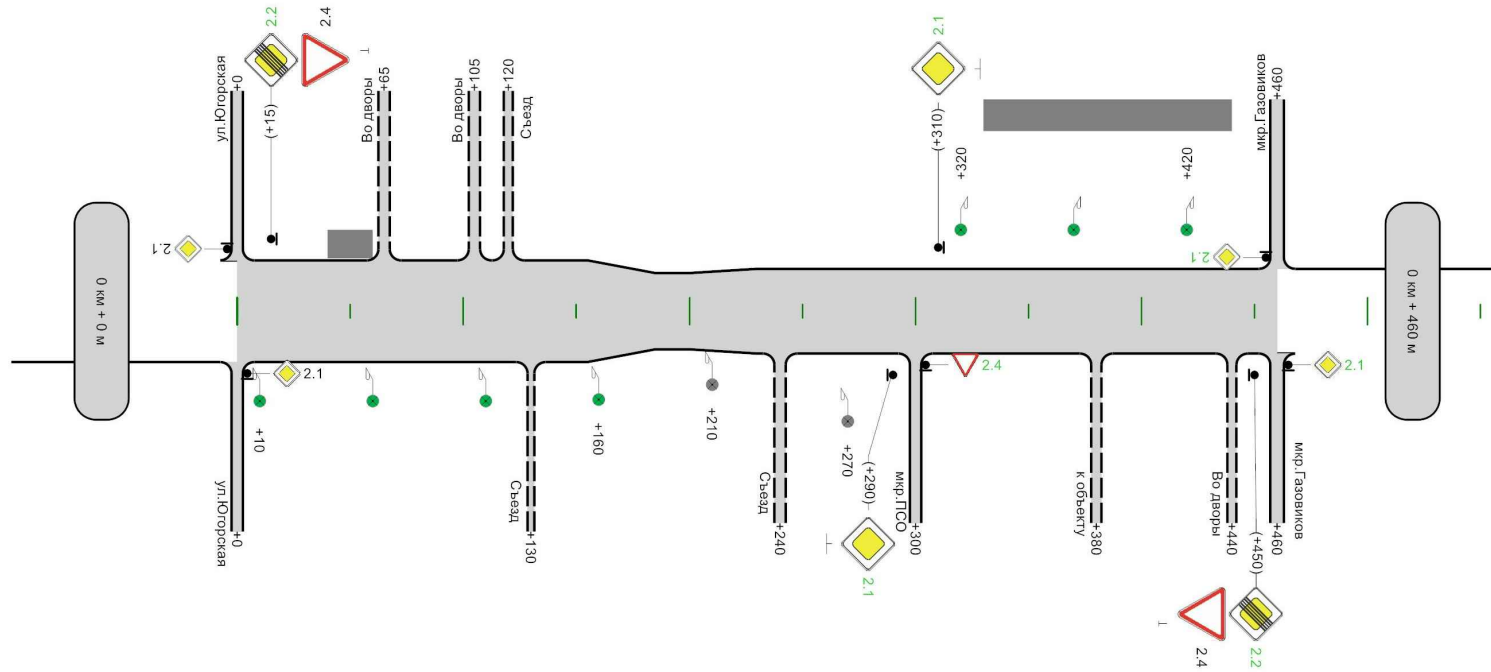 2.2
2.4
2.1
ул.Югорская
+0
(+15)
Во дворы
+65
Во дворы
+105
Съезд
+120
(+310)
+320
+420
мкр.Газовиков
+460
2.1
2.1
0 км + 0 м
0 км + 460 м
2.1
2.4
2.1
+10
+160
+210
+270
(+290)
ул.Югорская
+0
Съезд
+130
Съезд
+240
мкр.ПСО
+300
к объекту
+380
Во дворы
+440
(+450)
мкр.Газовиков
+460
2.1
2.4
2.2